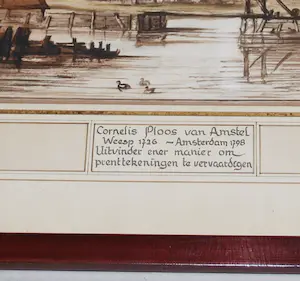 Cornelis Ploos van Amstel
Weesp 1726 ~ Amsterdam 1798
Uitvinder ener manier om
prenttekeningen te vervaardigen